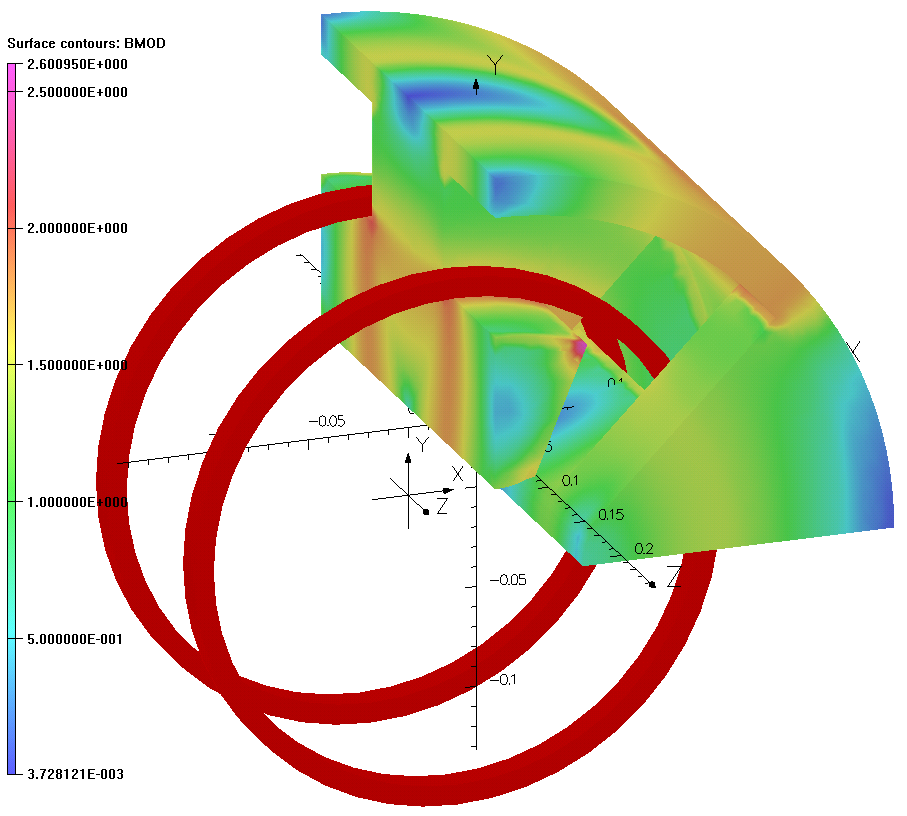 Surface contours: BMOD
2.600950E+000
2.500000E+000
2.000000E+000
1.500000E+000
1.000000E+000
5.000000E-001
3.728121E-003
Y
−0.05
Y
X
Z
0.1
0.15
0.2
Z
−0.05
−0.1